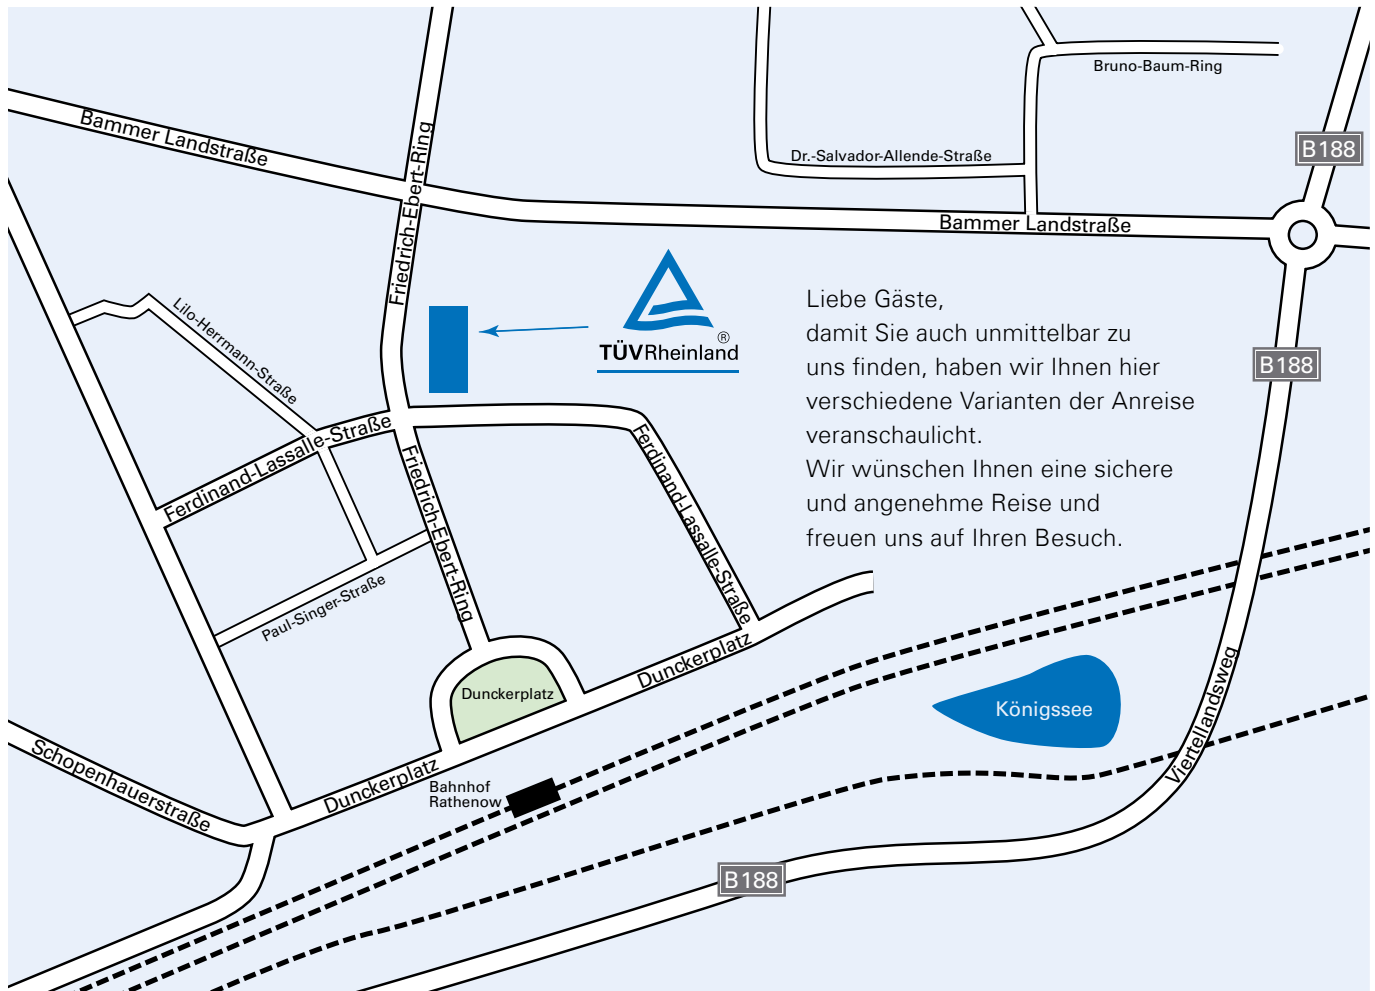 Bruno-Baum-Ring
Bammer Landstraße
B188
Dr.-Salvador-Allende-Straße
Friedrich-Ebert-Ring
Bammer Landstraße
Lilo-Herrmann-Straße
®
TÜVRheinland
Liebe Gäste,
damit Sie auch unmittelbar zu
uns finden, haben wir Ihnen hier
verschiedene Varianten der Anreise
veranschaulicht.
Wir wünschen Ihnen eine sichere
und angenehme Reise und
freuen uns auf Ihren Besuch.
B188
Ferdinand-Lassalle-Straße
Friedrich-Ebert-Ring
Ferdinand-Lassalle-Straße
Paul-Singer-Straße
Dunckerplatz
Dunckerplatz
Königssee
Viertellandsweg
Schopenhauerstraße
Dunckerplatz
Bahnhof
Rathenow
B188